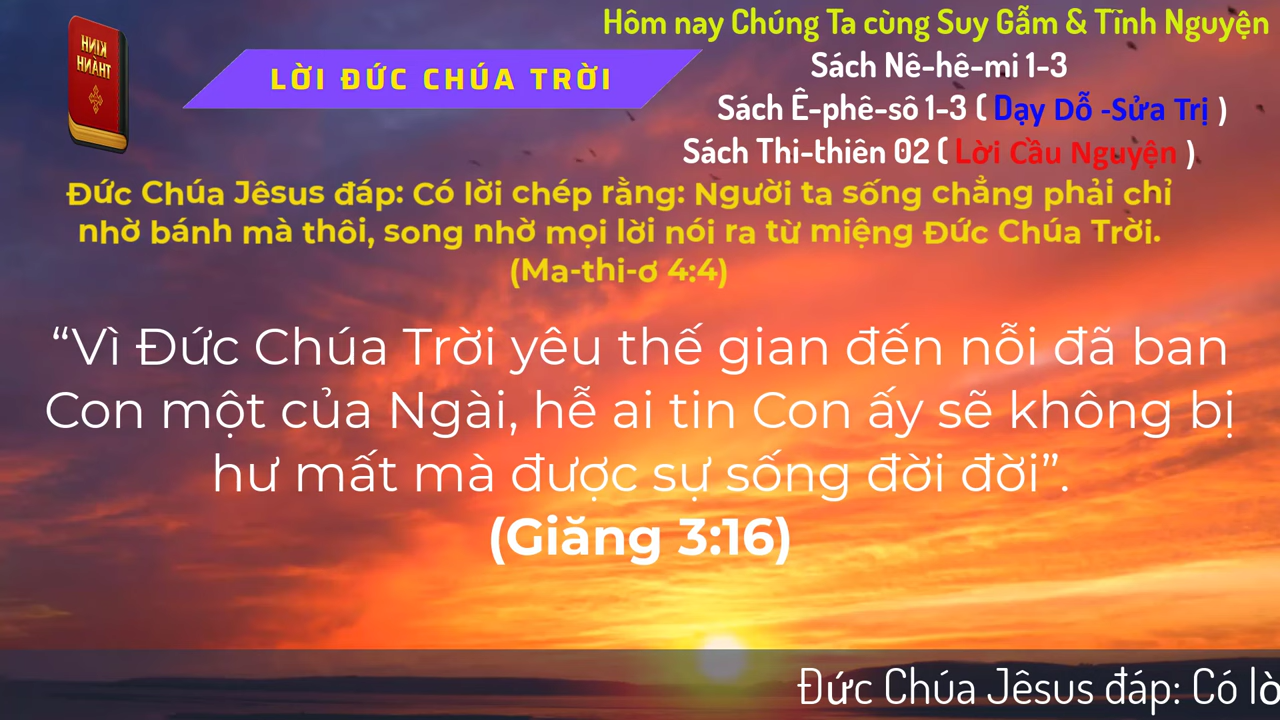 KINH
THÁNH
LỜI ĐỨC CHÚA TRỜI
Hôm nay Chúng Ta cùng Suy Gẫm & Tĩnh Nguyện
Sách Nê-hê-mi 1-3
Sách Ê-phê-sô 1-3 ( Dạy Dỗ -Sửa Trị )
Sách Thi-thiên 02 ( Lời Cầu Nguyện )
Đức Chúa Jêsus đáp: Có lời chép rằng: Người ta sống chẳng phải chỉ
nhờ bánh mà thôi, song nhờ mọi lời nói ra từ miệng Đức Chúa Trời.
(Ma-thi-ơ 4:4)
“Vì Đức Chúa Trời yêu thế gian đến nỗi đã ban
Con một của Ngài, hễ ai tin Con ấy sẽ không bị
hư mất mà được sự sống đời đời”.
(Giăng 3:16)
Đức Chúa Jêsus đáp: Có lờ